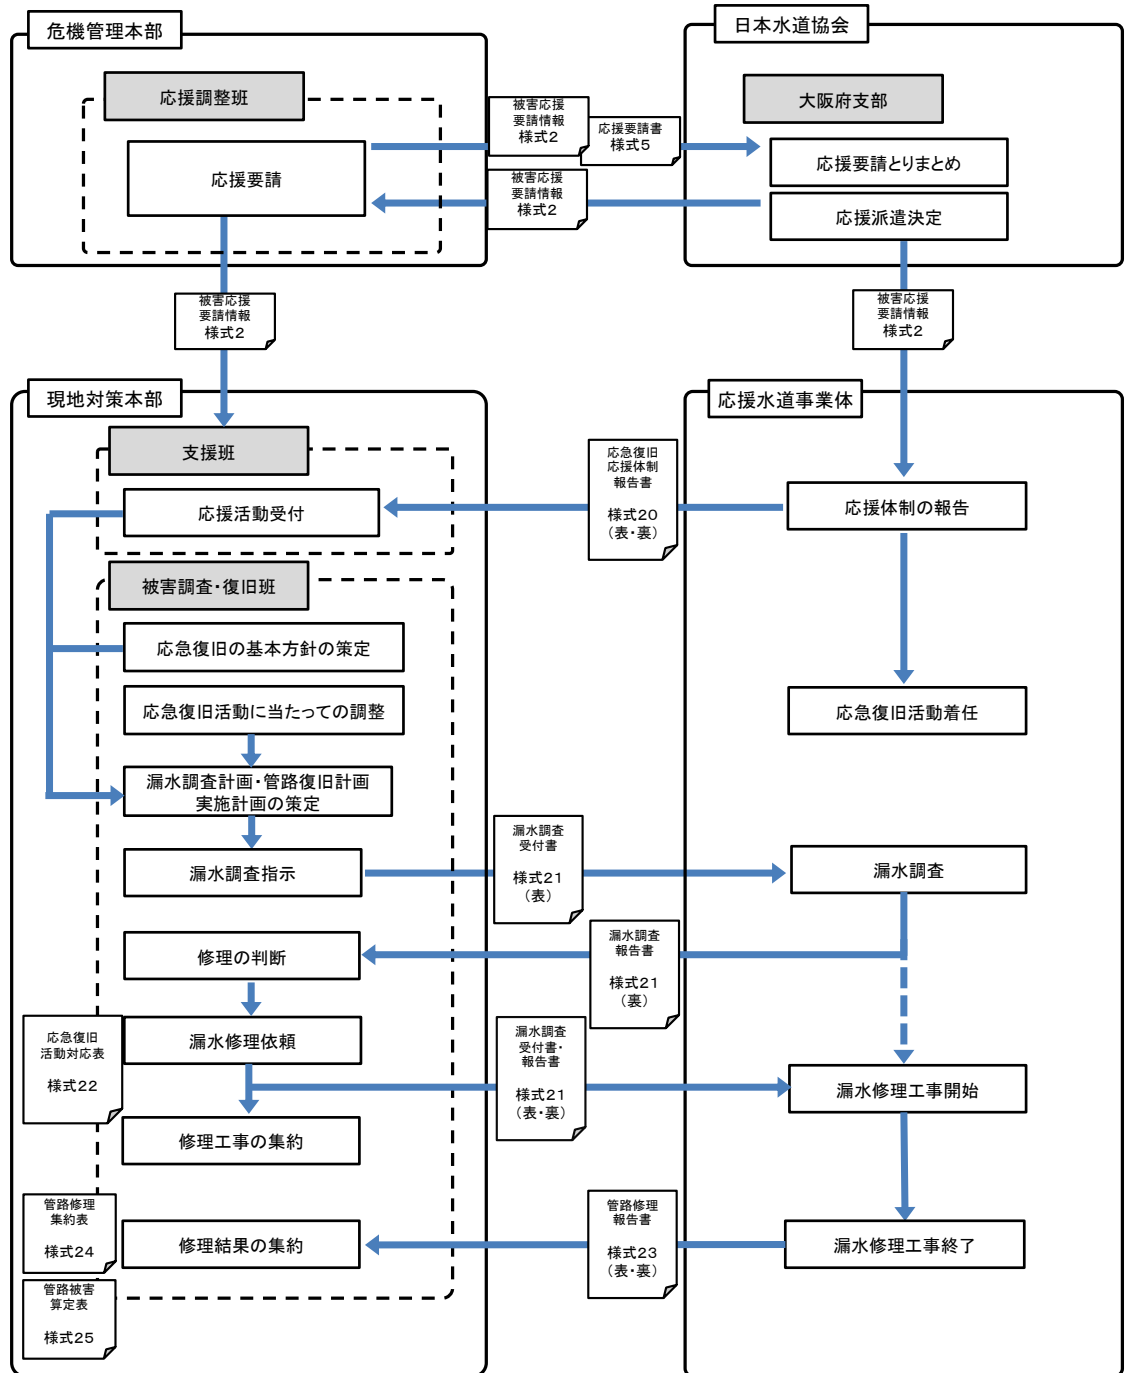 危機管理本部
日本水道協会
応援調整班
大阪府支部
被害応援
要請情報
様式2
応援要請書
様式5
応援要請
応援要請とりまとめ
被害応援
要請情報
様式2
応援派遣決定
被害応援
要請情報
様式2
被害応援
要請情報
様式2
現地対策本部
応援水道事業体
支援班
応急復旧
応援体制
報告書
様式20
(表・裏)
応援活動受付
応援体制の報告
被害調査・復旧班
応急復旧の基本方針の策定
応急復旧活動に当たっての調整
応急復旧活動着任
漏水調査計画・管路復旧計画
実施計画の策定
漏水調査
受付書
様式21
(表)
漏水調査指示
漏水調査
漏水調査
報告書
様式21
(裏)
修理の判断
応急復旧
活動対応表
様式22
漏水修理依頼
漏水調査
受付書・
報告書
様式21
(表・裏)
漏水修理工事開始
修理工事の集約
管路修理
集約表
様式24
修理結果の集約
管路修理
報告書
様式23
(表・裏)
漏水修理工事終了
管路被害
算定表
様式25